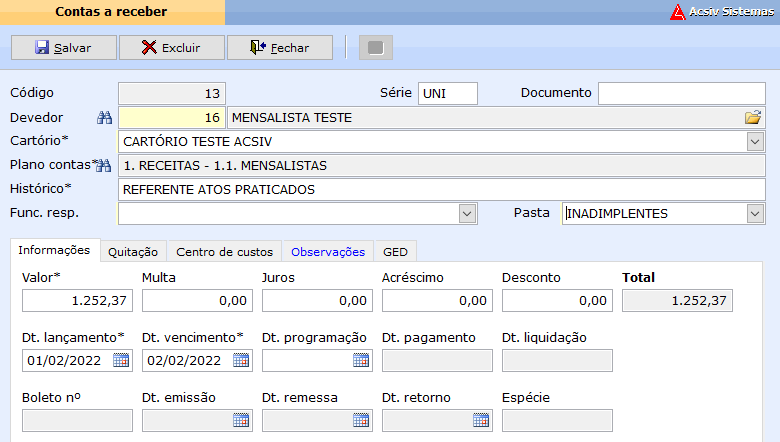 Contas a receber
Acsiv Sistemas
Salvar Excluir Fechar
Código 13 Série UNI Documento
Devedor 16 MENSALISTA TESTE
Cartório* CARTÓRIO TESTE ACSIV
Plano contas* 1. RECEITAS - 1.1. MENSALISTAS
Histórico* REFERENTE ATOS PRATICADOS
Func. resp. Pasta INADIMPLENTES
Informações Quitação Centro de custos Observações GED
Valor* Multa Juros Acréscimo Desconto Total
1.252,37 0,00 0,00 0,00 0,00 1.252,37
Dt. lançamento* Dt. vencimento* Dt. programação Dt. pagamento Dt. liquidação
01/02/2022 02/02/2022
Boleto nº Dt. emissão Dt. remessa Dt. retorno Espécie